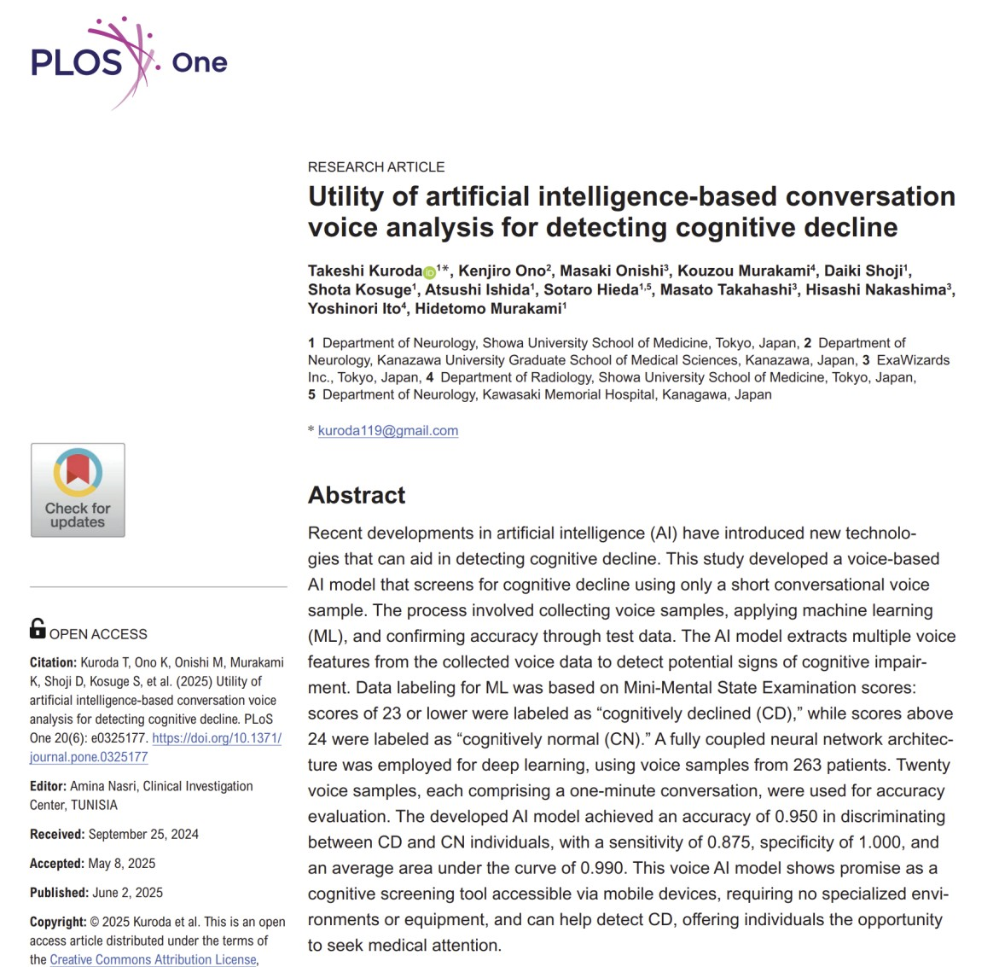 PLOS One
RESEARCH ARTICLE
Utility of artificial intelligence-based conversation
voice analysis for detecting cognitive decline
Takeshi Kuroda iD 1*, Kenjiro Ono2, Masaki Onishi3, Kouzou Murakami4, Daiki Shoji1,
Shota Kosuge1, Atsushi Ishida1, Sotaro Hieda1,5, Masato Takahashi3, Hisashi Nakashima3,
Yoshinori Ito4, Hidetomo Murakami1
1 Department of Neurology, Showa University School of Medicine, Tokyo, Japan, 2 Department of
Neurology, Kanazawa University Graduate School of Medical Sciences, Kanazawa, Japan, 3 ExaWizards
Inc., Tokyo, Japan, 4 Department of Radiology, Showa University School of Medicine, Tokyo, Japan,
5 Department of Neurology, Kawasaki Memorial Hospital, Kanagawa, Japan
* kuroda119@gmail.com
Abstract
Recent developments in artificial intelligence (AI) have introduced new technolo-
gies that can aid in detecting cognitive decline. This study developed a voice-based
AI model that screens for cognitive decline using only a short conversational voice
sample. The process involved collecting voice samples, applying machine learning
(ML), and confirming accuracy through test data. The AI model extracts multiple voice
features from the collected voice data to detect potential signs of cognitive impair-
ment. Data labeling for ML was based on Mini-Mental State Examination scores:
scores of 23 or lower were labeled as “cognitively declined (CD),” while scores above
24 were labeled as “cognitively normal (CN).” A fully coupled neural network architec-
ture was employed for deep learning, using voice samples from 263 patients. Twenty
voice samples, each comprising a one-minute conversation, were used for accuracy
evaluation. The developed AI model achieved an accuracy of 0.950 in discriminating
between CD and CN individuals, with a sensitivity of 0.875, specificity of 1.000, and
an average area under the curve of 0.990. This voice AI model shows promise as a
cognitive screening tool accessible via mobile devices, requiring no specialized envi-
ronments or equipment, and can help detect CD, offering individuals the opportunity
to seek medical attention.
Check for
updates
OPEN ACCESS
Citation: Kuroda T, Ono K, Onishi M, Murakami
K, Shoji D, Kosuge S, et al. (2025) Utility of
artificial intelligence-based conversation voice
analysis for detecting cognitive decline. PLoS
One 20(6): e0325177. https://doi.org/10.1371/
journal.pone.0325177
Editor: Amina Nasri, Clinical Investigation
Center, TUNISIA
Received: September 25, 2024
Accepted: May 8, 2025
Published: June 2, 2025
Copyright: © 2025 Kuroda et al. This is an open
access article distributed under the terms of
the Creative Commons Attribution License,